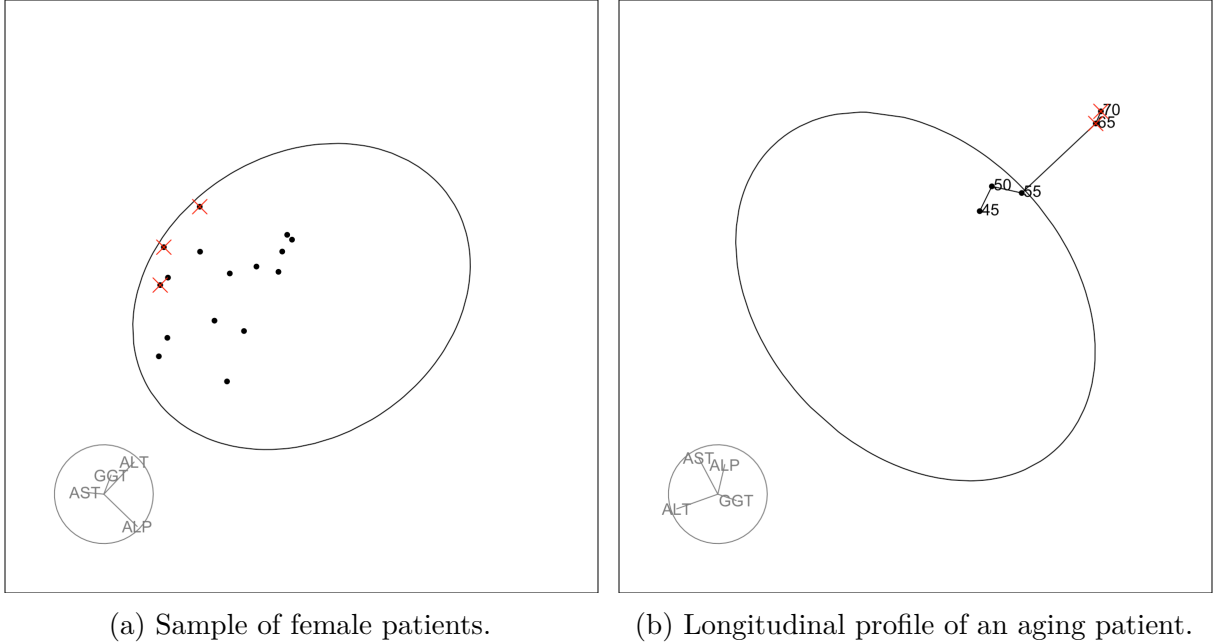 ALT
GGT
AST
ALP
70
65
50
55
45
AST
ALP
GGT
ALT
(a) Sample of female patients.
(b) Longitudinal profile of an aging patient.